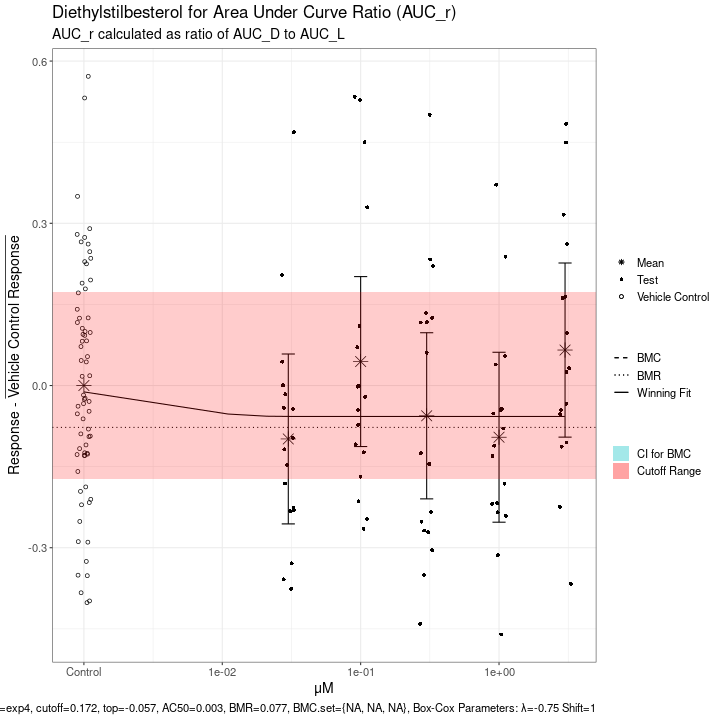 Diethylstilbesterol for Area Under Curve Ratio (AUC_r)
AUC_r calculated as ratio of AUC_D to AUC_L
Response - Vehicle Control Response
0.6
0.3
0.0
-0.3
Control
1e-02
1e-01
1e+00
μM
Mean
Test
Vehicle Control
BMC
BMR
Winning Fit
CI for BMC
Cutoff Range
=exp4, cutoff=0.172, top=-0.057, AC50=0.003, BMR=0.077, BMC.set={NA, NA, NA}, Box-Cox Parameters: λ=-0.75 Shift=1